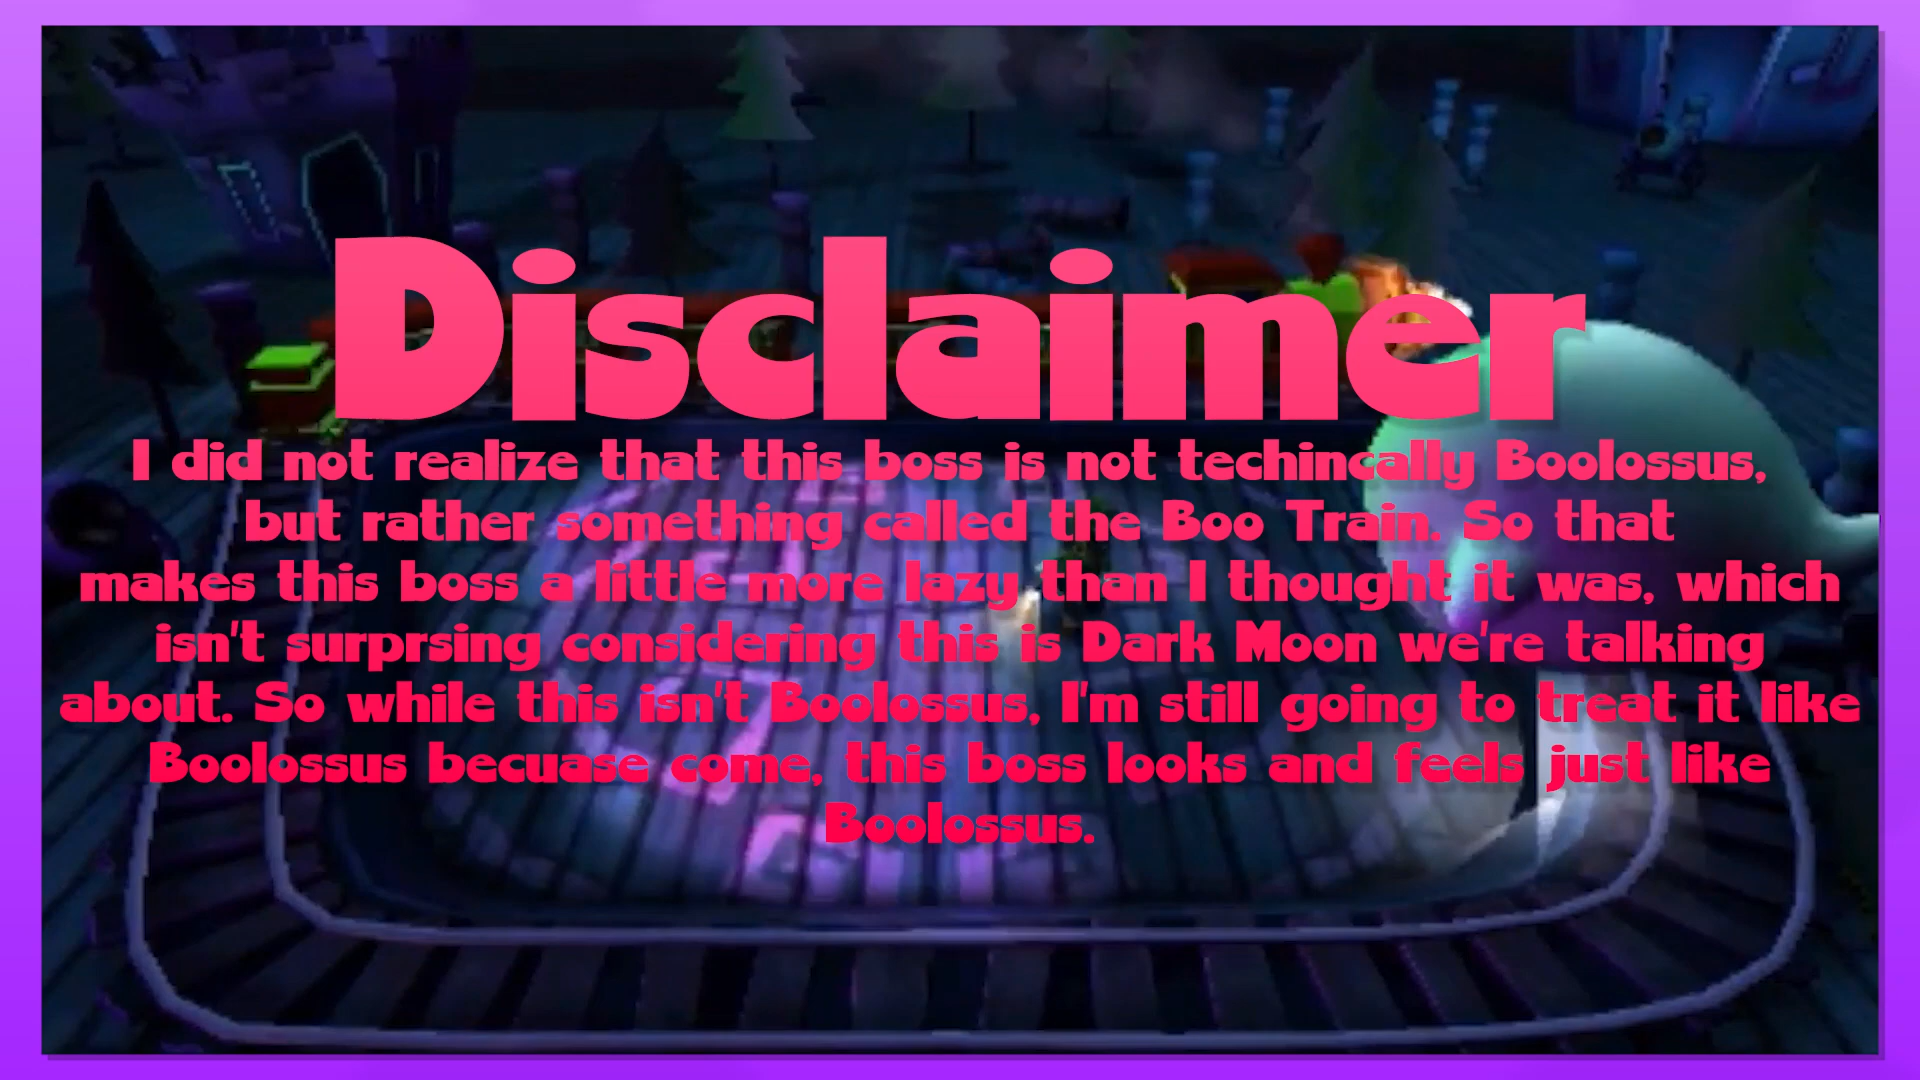 Disclaimer
I did not realize that this boss is not techincally Boolossus,
but rather something called the Boo Train. So that
makes this boss a little more lazy than I thought it was, which
isn't surprsing considering this is Dark Moon we're talking
about. So while this isn't Boolossus, I'm still going to treat it like
Boolossus becuase come, this boss looks and feels just like
Boolossus.